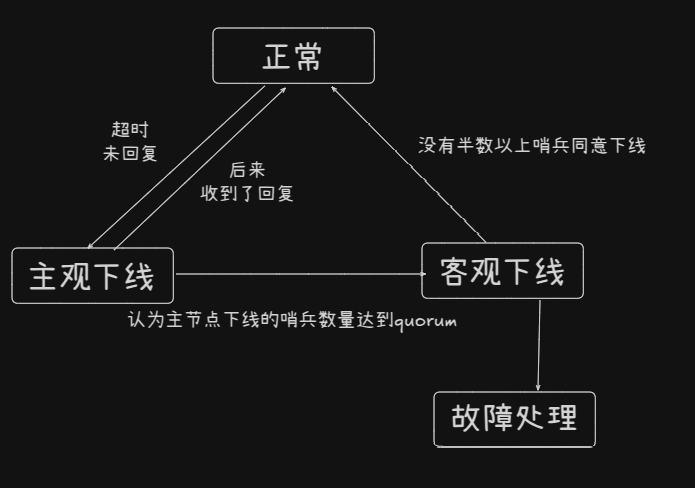 正常
超时
未回复
没有半数以上哨兵同意下线
后来
收到了回复
主观下线
客观下线
认为主节点下线的哨兵数量达到quorum
故障处理